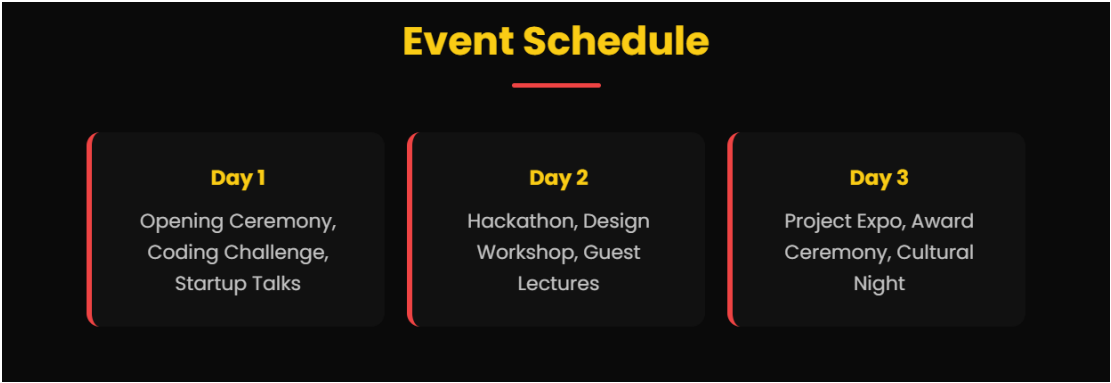 Event Schedule
Day 1
Opening Ceremony,
Coding Challenge,
Startup Talks
Day 2
Hackathon, Design
Workshop, Guest
Lectures
Day 3
Project Expo, Award
Ceremony, Cultural
Night